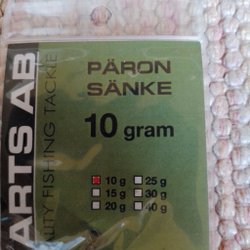 ARTS AB
LITY FISHING TACKLE
PÄRON
SÄNKE
10 gram
10 g 25 g
15 g 30 g
20 g 40 g